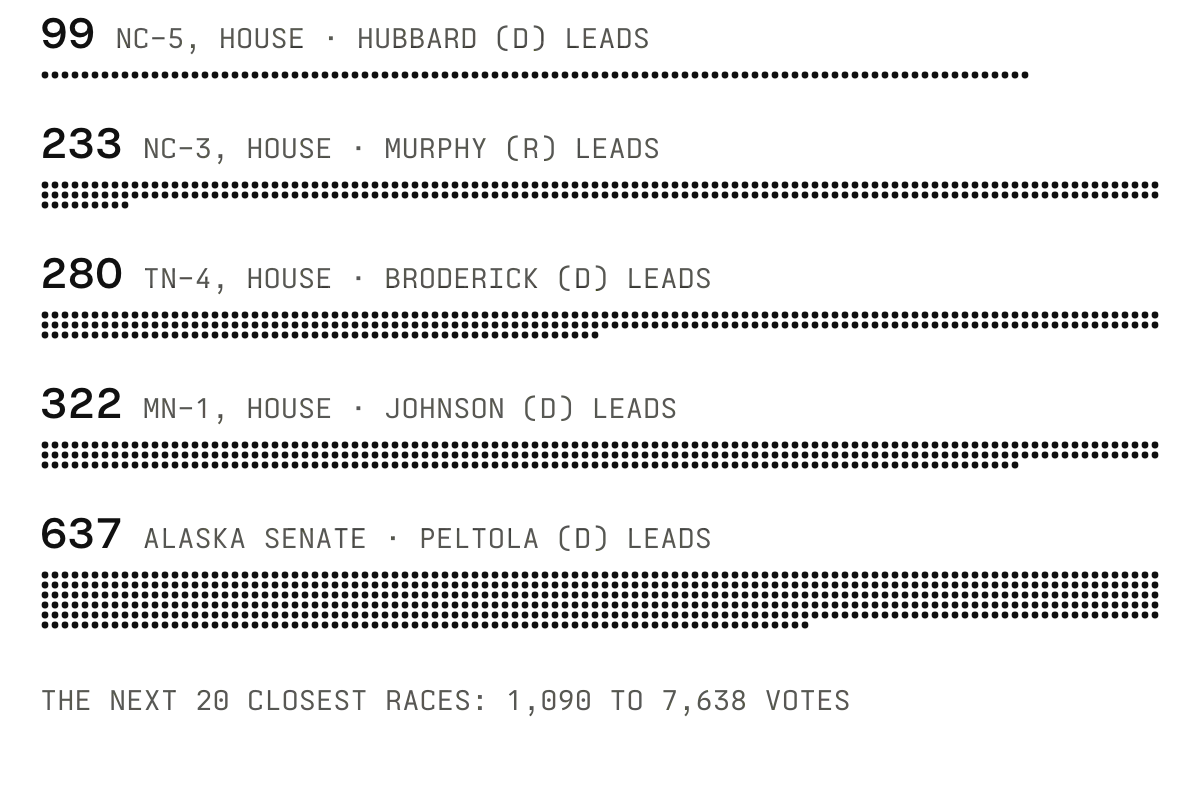 99 NC-5, HOUSE · HUBBARD (D) LEADS
233 NC-3, HOUSE · MURPHY (R) LEADS
280 TN-4, HOUSE · BRODERICK (D) LEADS
322 MN-1, HOUSE · JOHNSON (D) LEADS
637 ALASKA SENATE · PELTOLA (D) LEADS
THE NEXT 20 CLOSEST RACES: 1,090 TO 7,638 VOTES